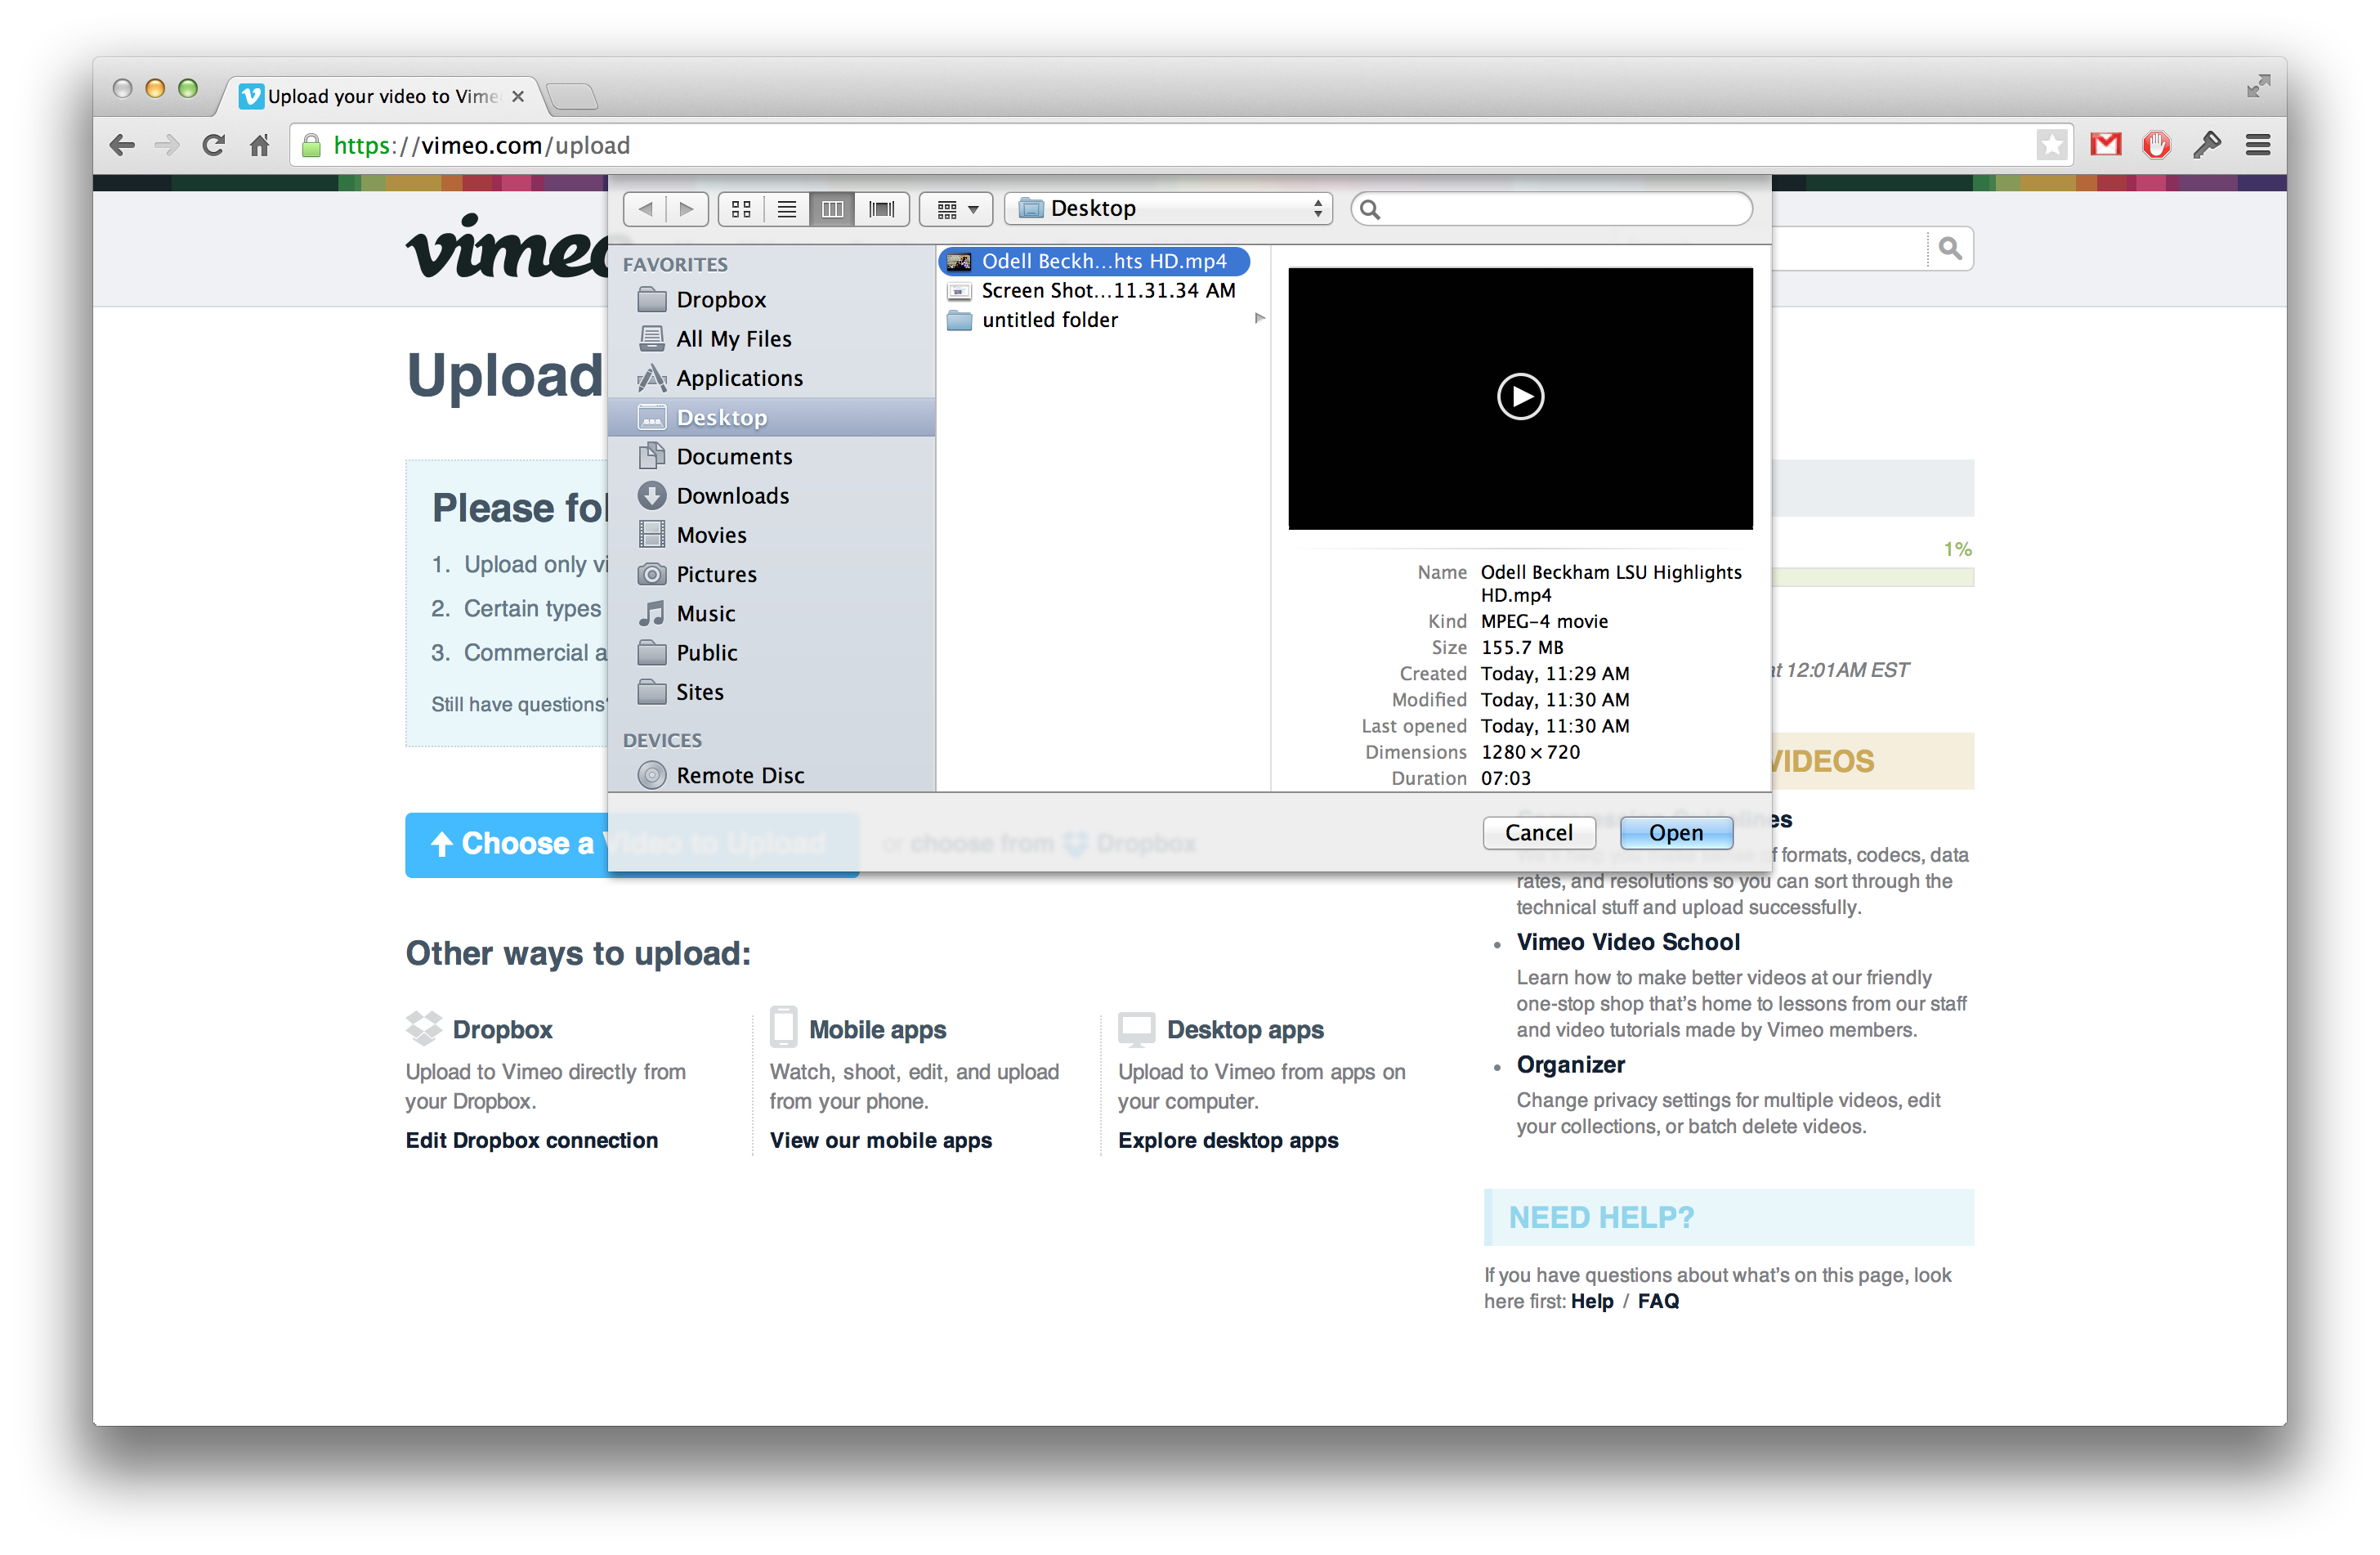 Upload your video to Vime
https://vimeo.com/upload
vimeo
Desktop
FAVORITES
Dropbox
All My Files
Applications
Desktop
Documents
Downloads
Movies
Pictures
Music
Public
Sites
DEVICES
Remote Disc
Odell Beckh...hts HD.mp4
Screen Shot...11.31.34 AM
untitled folder
Name Odell Beckham LSU Highlights
HD.mp4
Kind MPEG-4 movie
Size 155.7 MB
Created Today, 11:29 AM
Modified Today, 11:30 AM
Last opened Today, 11:30 AM
Dimensions 1280×720
Duration 07:03
Cancel Open
Upload
Please fol
1. Upload only vi
2. Certain types
3. Commercial a
Still have questions?
Choose a Video to Upload or choose from Dropbox
Other ways to upload:
Dropbox
Upload to Vimeo directly from
your Dropbox.
Edit Dropbox connection
Mobile apps
Watch, shoot, edit, and upload
from your phone.
View our mobile apps
Desktop apps
Upload to Vimeo from apps on
your computer.
Explore desktop apps
1%
at 12:01AM EST
VIDEOS
Compression Guidelines
We'll help you make sense of formats, codecs, data
rates, and resolutions so you can sort through the
technical stuff and upload successfully.
• Vimeo Video School
Learn how to make better videos at our friendly
one-stop shop that's home to lessons from our staff
and video tutorials made by Vimeo members.
• Organizer
Change privacy settings for multiple videos, edit
your collections, or batch delete videos.
NEED HELP?
If you have questions about what's on this page, look
here first: Help / FAQ